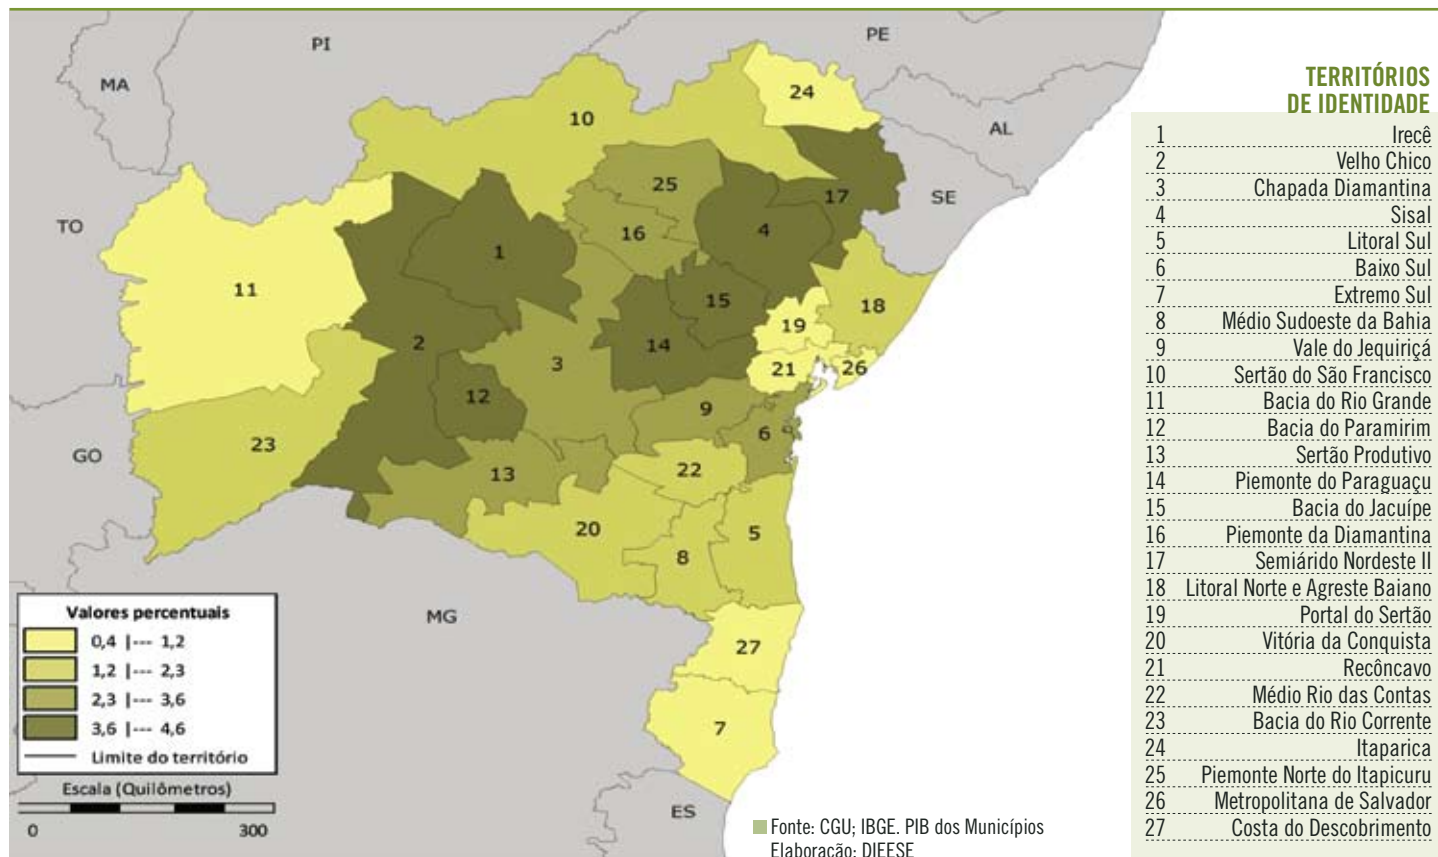 PI
PE
MA
AL
SE
TO
GO
MG
ES
24
10
25
17
16
4
1
11
15
18
19
2
14
3
21
26
12
9
6
23
13
22
20
5
8
27
7
Valores percentuais
0,4 |--- 1,2
1,2 |--- 2,3
2,3 |--- 3,6
3,6 |--- 4,6
Limite do território
Escala (Quilômetros)
0 300
Fonte: CGU; IBGE. PIB dos Municípios
Elaboração: DIEESE
TERRITÓRIOS
DE IDENTIDADE
1 Irecê
2 Velho Chico
3 Chapada Diamantina
4 Sisal
5 Litoral Sul
6 Baixo Sul
7 Extremo Sul
8 Médio Sudoeste da Bahia
9 Vale do Jequiriçá
10 Sertão do São Francisco
11 Bacia do Rio Grande
12 Bacia do Paramirim
13 Sertão Produtivo
14 Piemonte do Paraguaçu
15 Bacia do Jacuípe
16 Piemonte da Diamantina
17 Semiárido Nordeste II
18 Litoral Norte e Agreste Baiano
19 Portal do Sertão
20 Vitória da Conquista
21 Recôncavo
22 Médio Rio das Contas
23 Bacia do Rio Corrente
24 Itaparica
25 Piemonte Norte do Itapicuru
26 Metropolitana de Salvador
27 Costa do Descobrimento